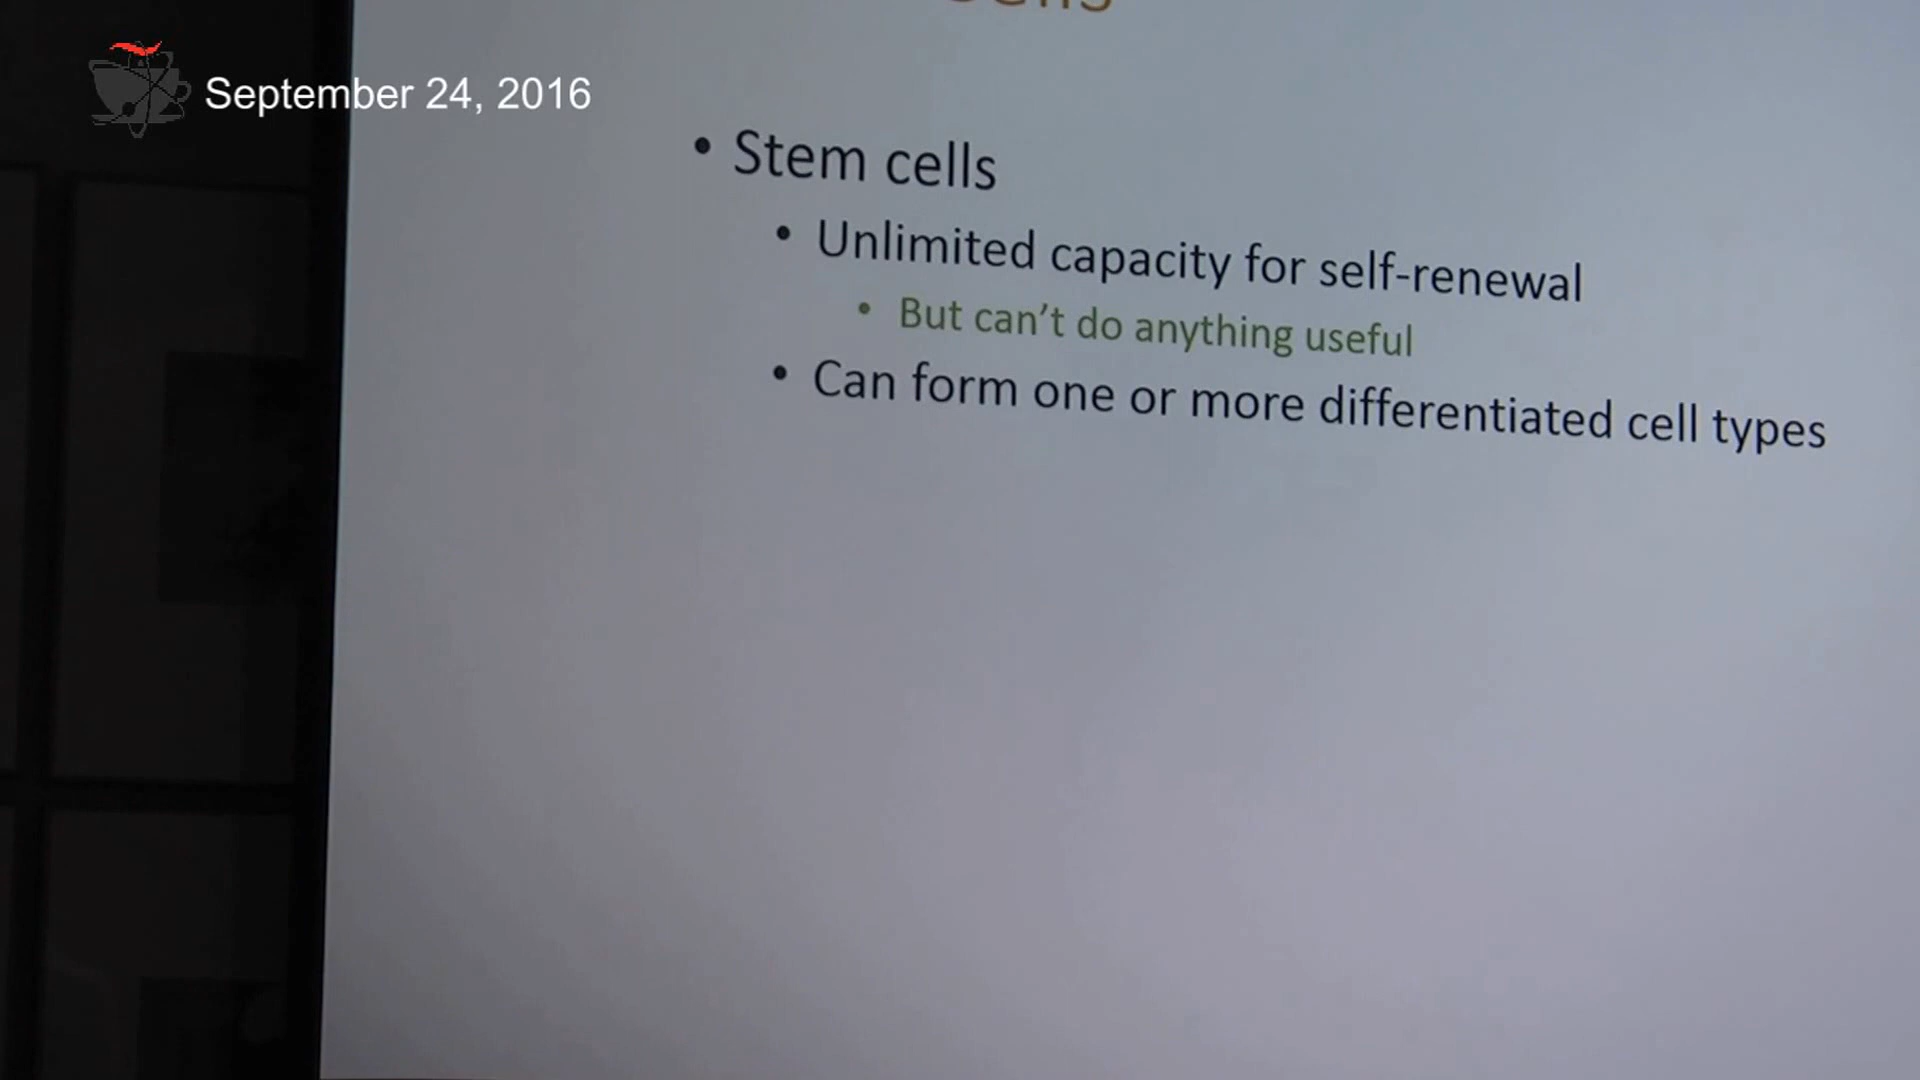 September 24, 2016
• Stem cells
• Unlimited capacity for self-renewal
• But can't do anything useful
• Can form one or more differentiated cell types